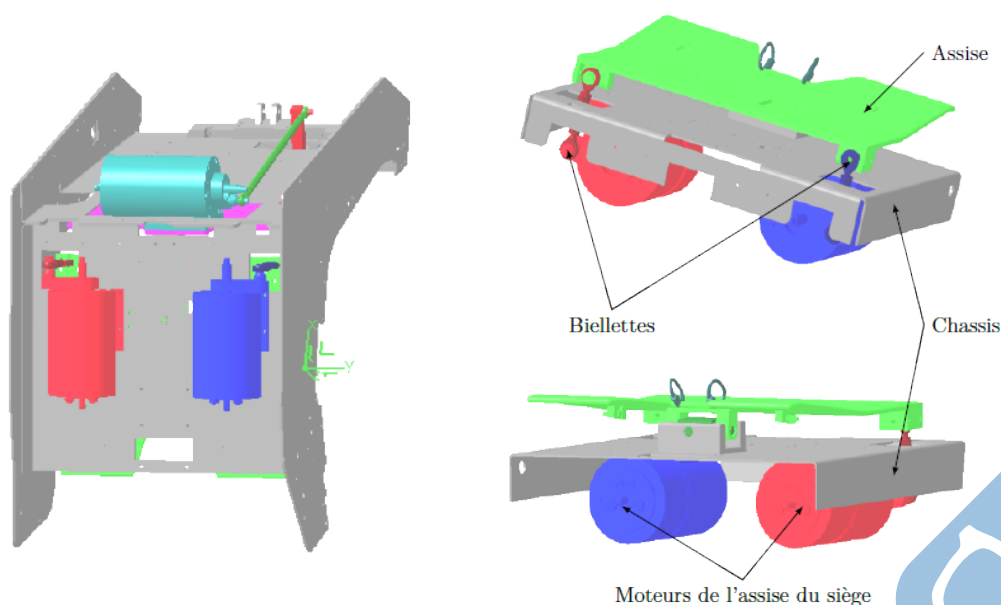 Assise
Biellettes
Chassis
X
Y
Moteurs de l'assise du siège